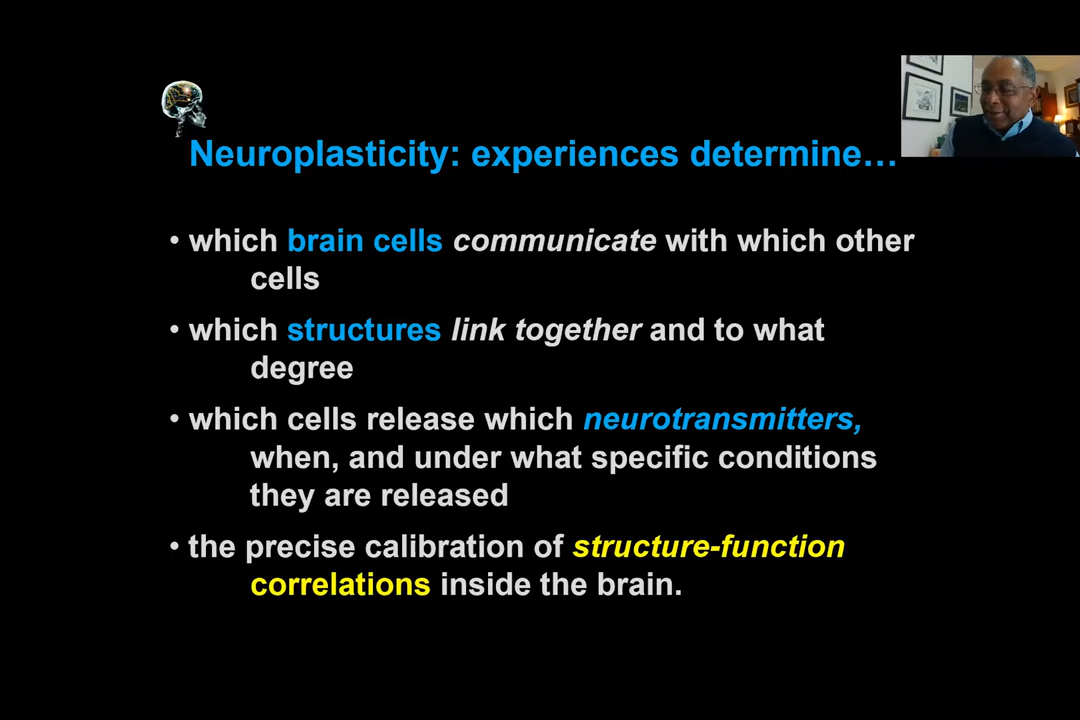 Neuroplasticity: experiences determine…
• which brain cells communicate with which other
cells
• which structures link together and to what
degree
• which cells release which neurotransmitters,
when, and under what specific conditions
they are released
• the precise calibration of structure-function
correlations inside the brain.